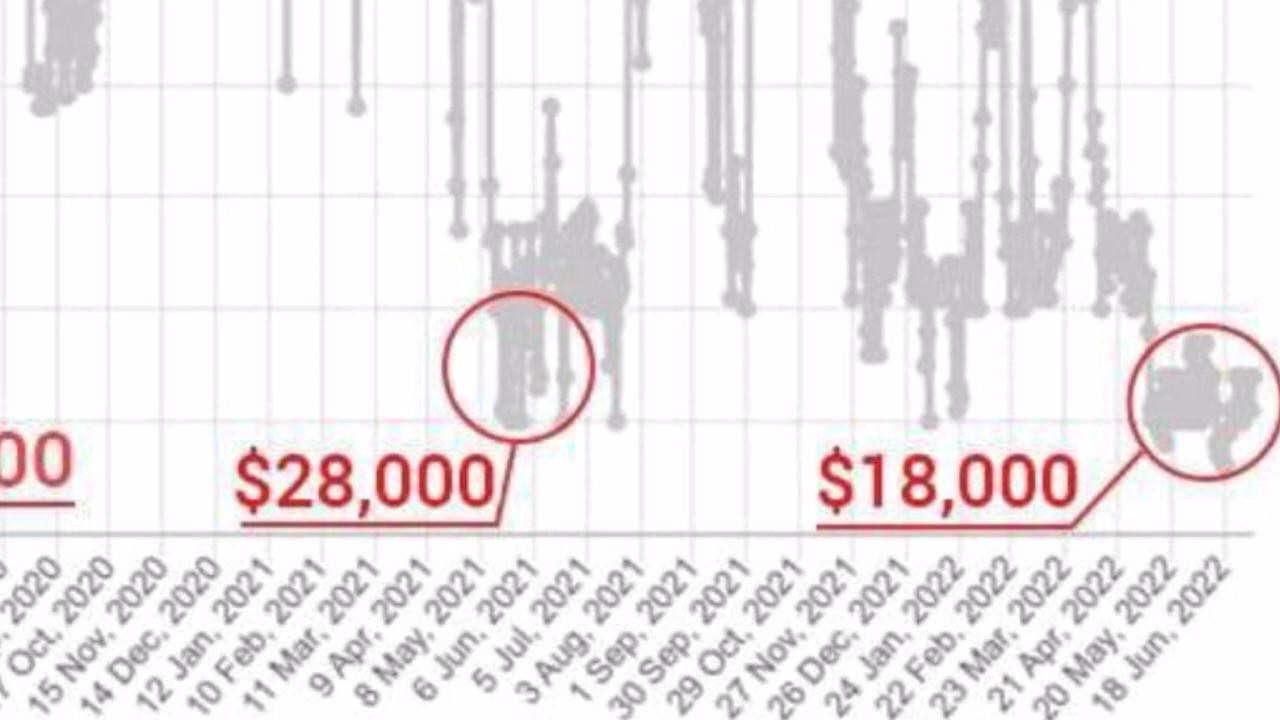 00
$28,000
$18,000
2020
Oct, 2020
15 Nov, 2020
14 Dec, 2020
12 Jan, 2021
10 Feb, 2021
11 Mar, 2021
9 Apr, 2021
8 May, 2021
6 Jun, 2021
5 Jul, 2021
3 Aug, 2021
1 Sep, 2021
30 Sep, 2021
29 Oct, 2021
27 Nov, 2021
26 Dec, 2021
24 Jan, 2022
22 Feb, 2022
23 Mar, 2022
21 Apr, 2022
20 May, 2022
18 Jun, 2022